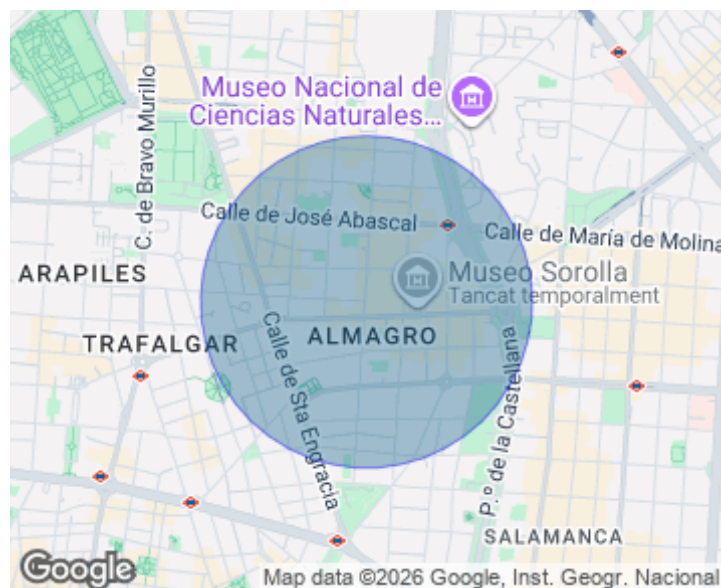 Museo Nacional de
Ciencias Naturales...
C. de Bravo Murillo
Calle de José Abascal
Calle de María de Molina
ARAPILES
Museo Sorolla
Tancat temporalment
TRAFALGAR
ALMAGRO
Calle de Sta Engracia
P.º de la Castellana
SALAMANCA
Google
Map data ©2026 Google, Inst. Geogr. Nacional